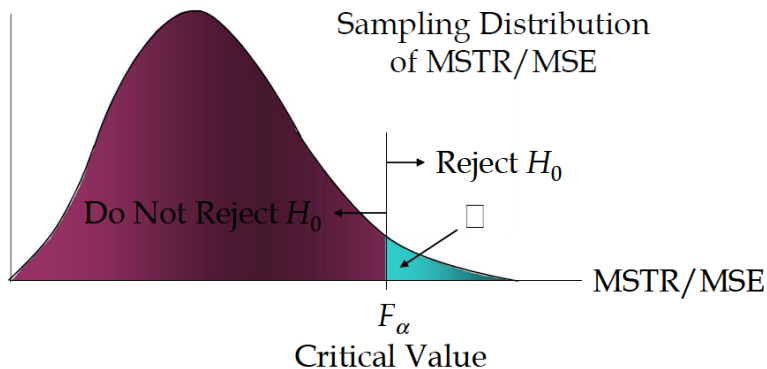 Sampling Distribution
of MSTR/MSE
Reject H₀
Do Not Reject H₀
MSTR/MSE
Fα
Critical Value